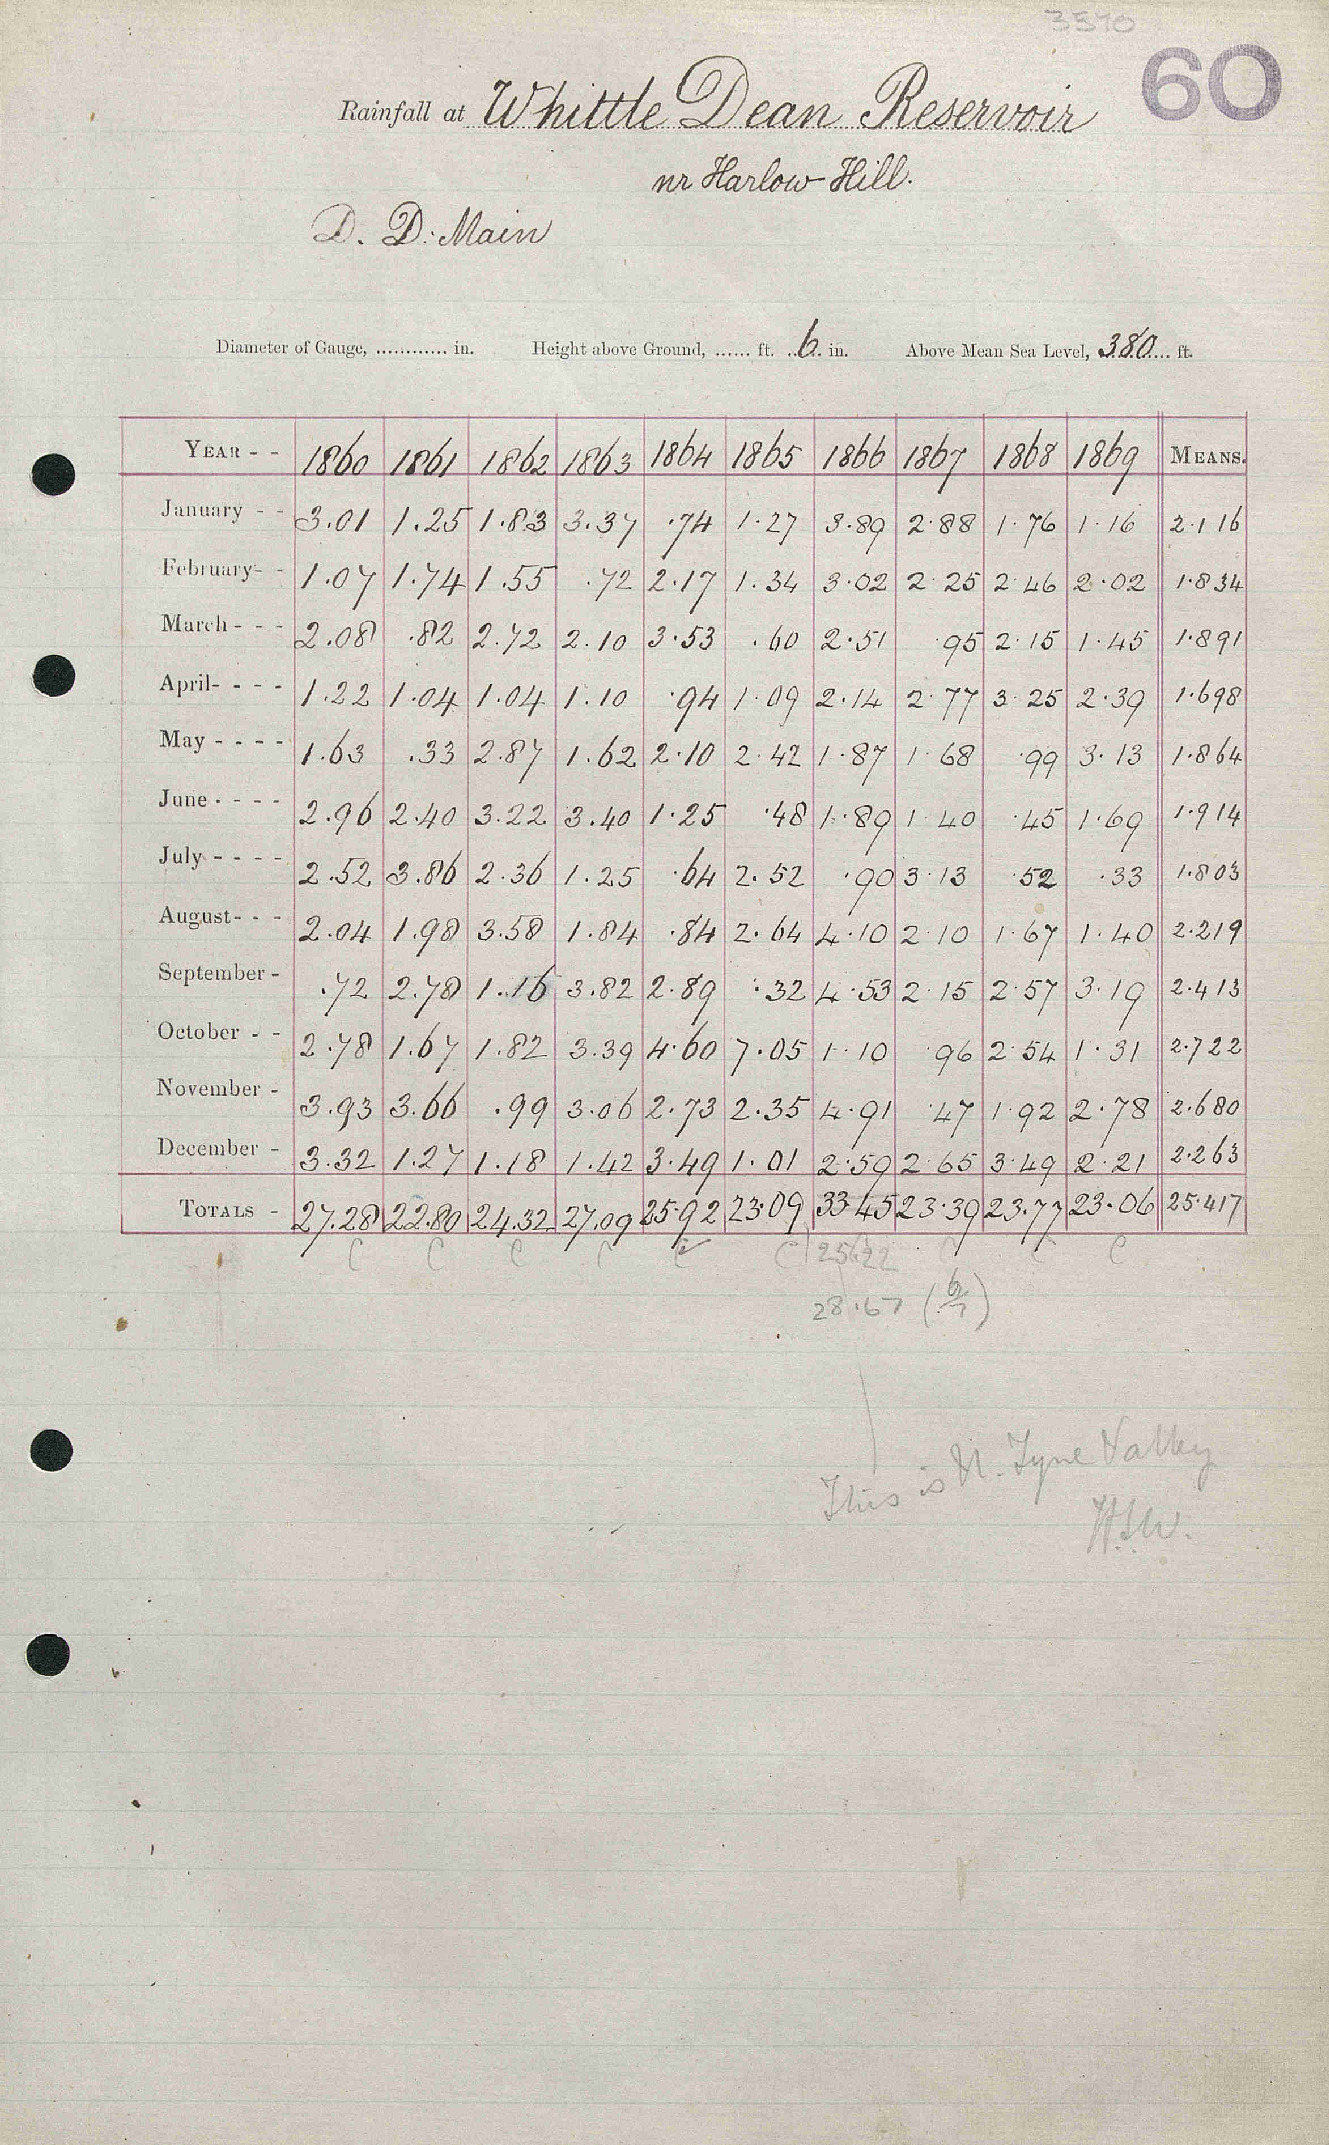 3570
60
Rainfall at Whittle Dean Reservoir
nr Harlow Hill.
D. D. Main
Diameter of Gauge, ............ in. Height above Ground, ...... ft. 6 in. Above Mean Sea Level, 380 ft.
YEAR - - 1860 1861 1862 1863 1864 1865 1866 1867 1868 1869 MEANS.
January - - 3.01 1.25 1.83 3.37 .74 1.27 3.89 2.88 1.76 1.16 2.116
February - - 1.07 1.74 1.55 .72 2.17 1.34 3.02 2.25 2.46 2.02 1.834
March - - - 2.08 .82 2.72 2.10 3.53 .60 2.51 .95 2.15 1.45 1.891
April - - - - 1.22 1.04 1.04 1.10 .94 1.09 2.14 2.77 3.25 2.39 1.698
May - - - - 1.63 .33 2.87 1.62 2.10 2.42 1.87 1.68 .99 3.13 1.864
June - - - - 2.96 2.40 3.22 3.40 1.25 .48 1.89 1.40 .45 1.69 1.914
July - - - - 2.52 3.86 2.36 1.25 .64 2.52 .90 3.13 .52 .33 1.803
August - - - 2.04 1.98 3.58 1.84 .84 2.64 4.10 2.10 1.67 1.40 2.219
September - .72 2.78 1.16 3.82 2.89 .32 4.53 2.15 2.57 3.19 2.413
October - - 2.78 1.67 1.82 3.39 4.60 7.05 1.10 .96 2.54 1.31 2.722
November - 3.93 3.66 .99 3.06 2.73 2.35 4.91 .47 1.92 2.78 2.680
December - 3.32 1.27 1.18 1.42 3.49 1.01 2.59 2.65 3.49 2.21 2.263
TOTALS - 27.28 22.80 24.32 27.09 25.92 23.09 33.45 23.39 23.77 23.06 25.417
C C C C C C C C C
28.67 (6/7)
This is N. Tyne Valley